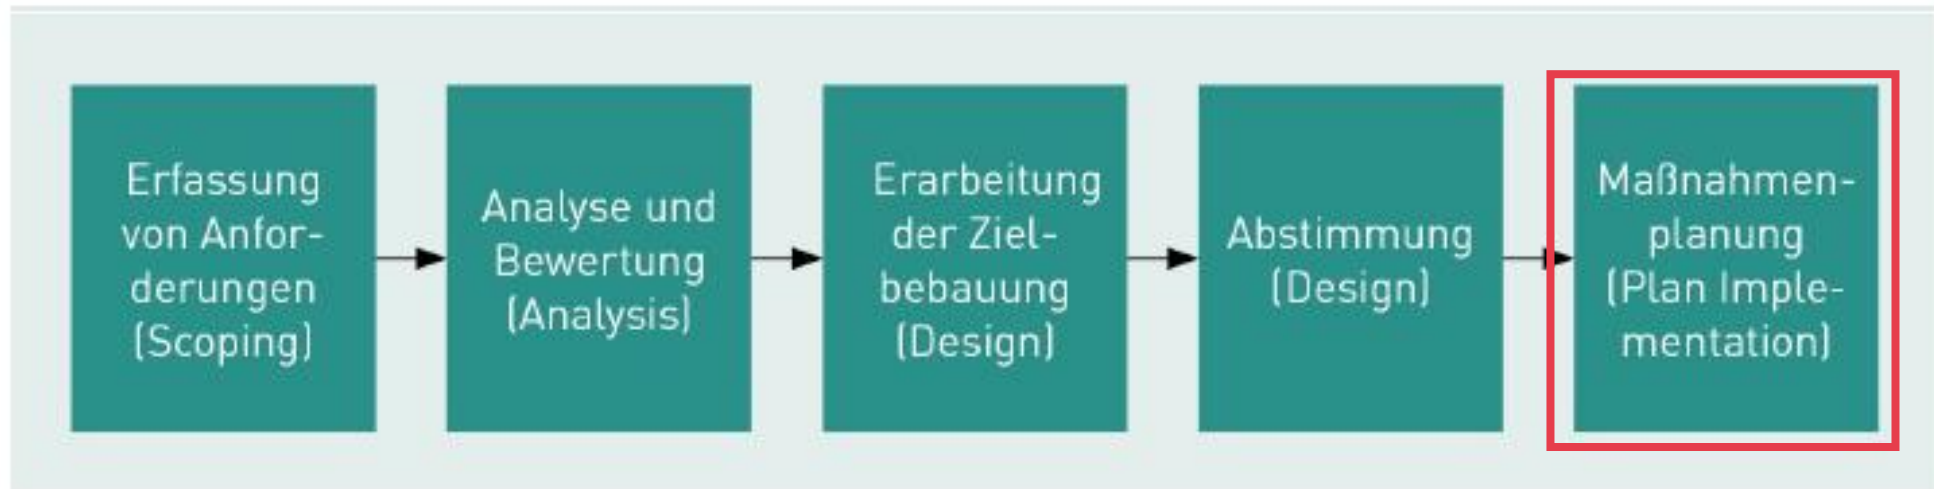 Erfassung
von Anfor-
derungen
(Scoping)
Analyse und
Bewertung
(Analysis)
Erarbeitung
der Ziel-
bebauung
(Design)
Abstimmung
(Design)
Maßnahmen-
planung
(Plan Imple-
mentation)